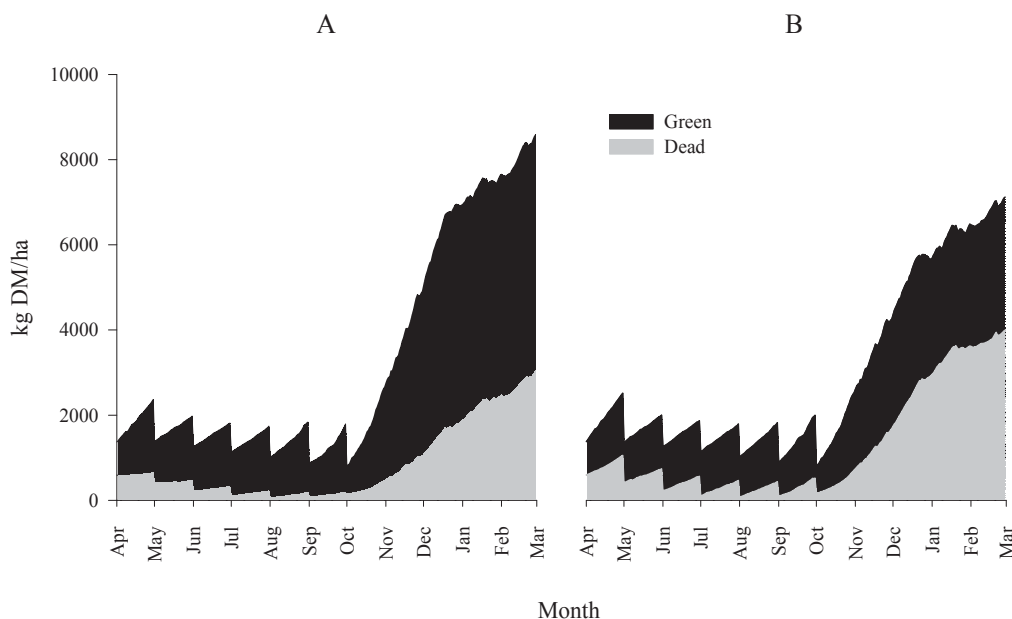 A
B
10000
8000
6000
4000
2000
0
kg DM/ha
Green
Dead
Apr
May
Jun
Jul
Aug
Sep
Oct
Nov
Dec
Jan
Feb
Mar
Apr
May
Jun
Jul
Aug
Sep
Oct
Nov
Dec
Jan
Feb
Mar
Month